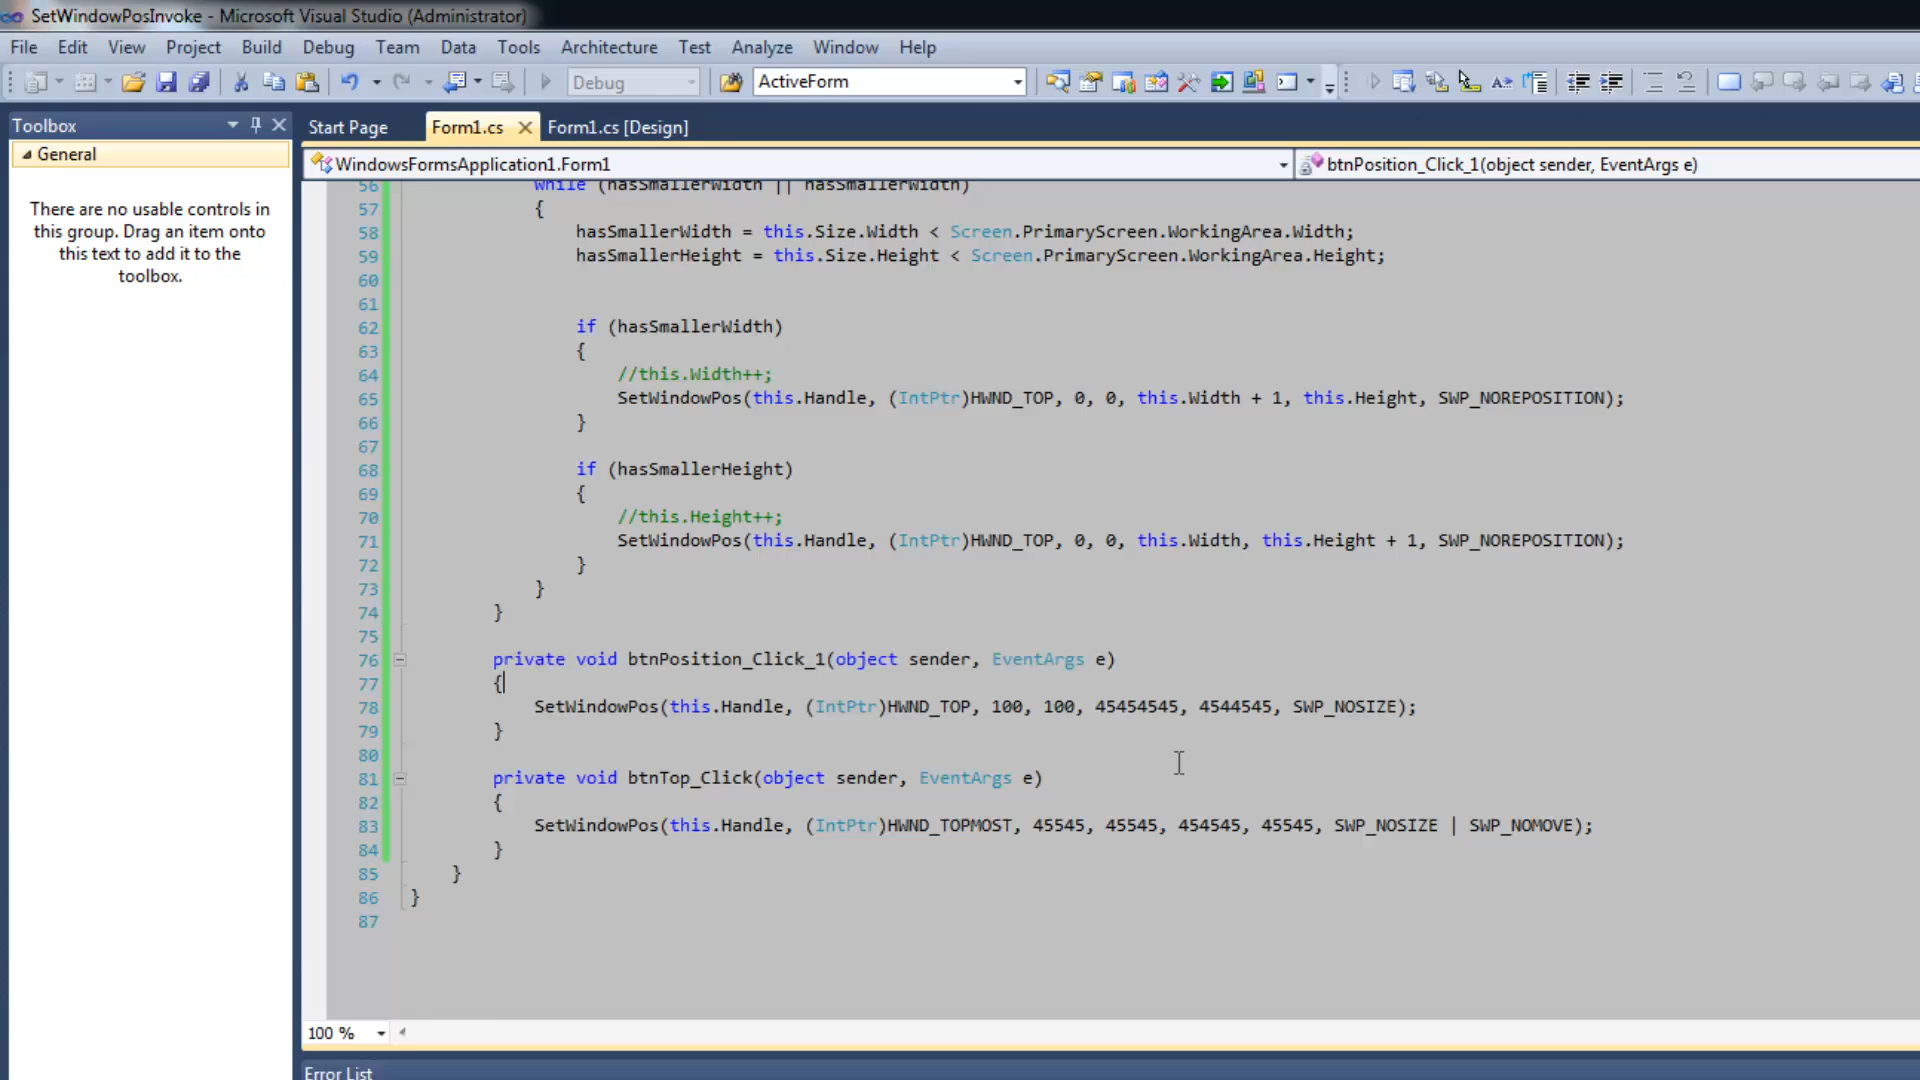 SetWindowPosInvoke - Microsoft Visual Studio (Administrator)
File Edit View Project Build Debug Team Data Tools Architecture Test Analyze Window Help
Debug ActiveForm
Toolbox
General
There are no usable controls in
this group. Drag an item onto
this text to add it to the
toolbox.
Start Page Form1.cs Form1.cs [Design]
WindowsFormsApplication1.Form1 btnPosition_Click_1(object sender, EventArgs e)
56 while (hasSmallerWidth || hasSmallerWidth)
57 {
58 hasSmallerWidth = this.Size.Width < Screen.PrimaryScreen.WorkingArea.Width;
59 hasSmallerHeight = this.Size.Height < Screen.PrimaryScreen.WorkingArea.Height;
60
61
62 if (hasSmallerWidth)
63 {
64 //this.Width++;
65 SetWindowPos(this.Handle, (IntPtr)HWND_TOP, 0, 0, this.Width + 1, this.Height, SWP_NOREPOSITION);
66 }
67
68 if (hasSmallerHeight)
69 {
70 //this.Height++;
71 SetWindowPos(this.Handle, (IntPtr)HWND_TOP, 0, 0, this.Width, this.Height + 1, SWP_NOREPOSITION);
72 }
73 }
74 }
75
76 private void btnPosition_Click_1(object sender, EventArgs e)
77 {
78 SetWindowPos(this.Handle, (IntPtr)HWND_TOP, 100, 100, 45454545, 4544545, SWP_NOSIZE);
79 }
80
81 private void btnTop_Click(object sender, EventArgs e)
82 {
83 SetWindowPos(this.Handle, (IntPtr)HWND_TOPMOST, 45545, 45545, 454545, 45545, SWP_NOSIZE | SWP_NOMOVE);
84 }
85 }
86 }
87
100 %
Error List